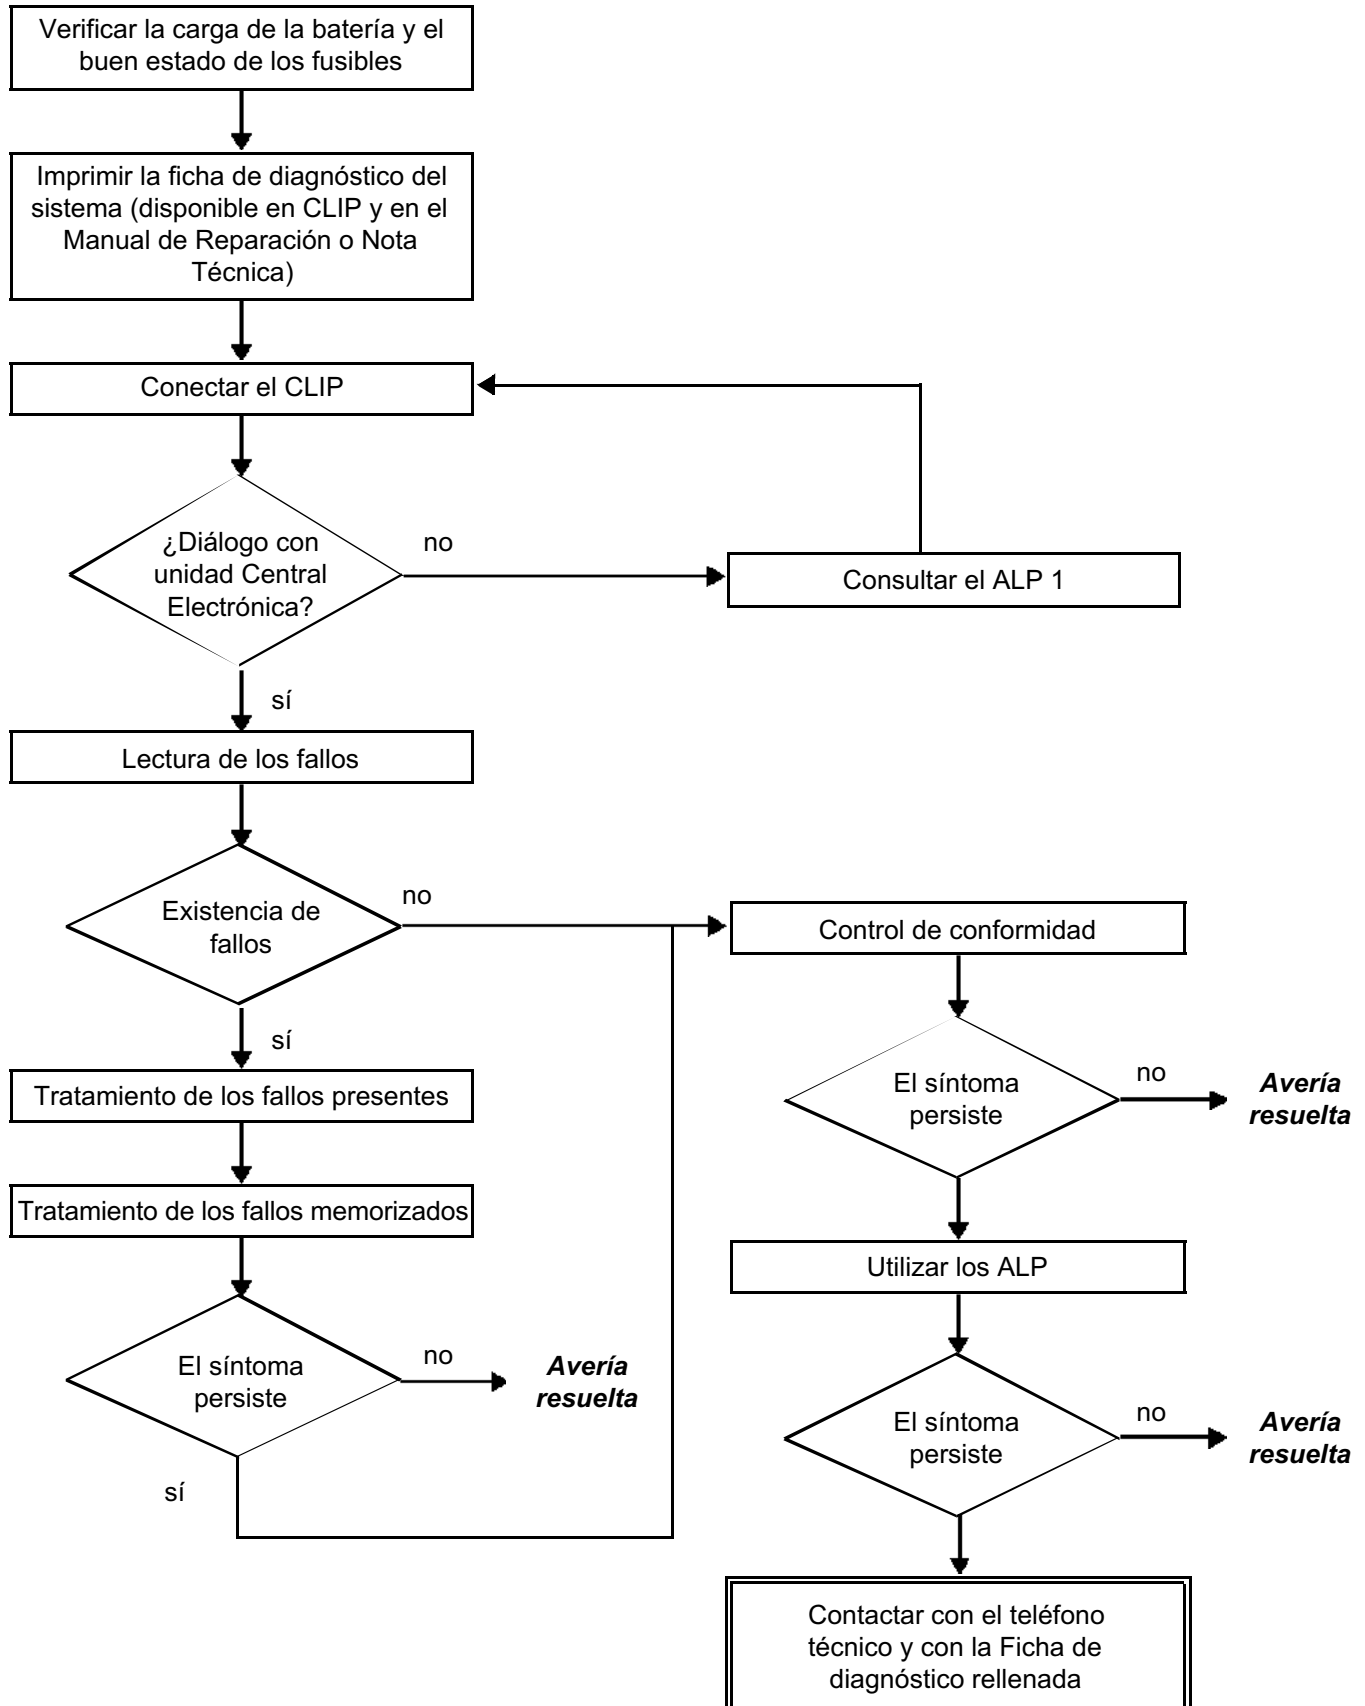 Verificar la carga de la batería y el
buen estado de los fusibles
Imprimir la ficha de diagnóstico del
sistema (disponible en CLIP y en el
Manual de Reparación o Nota
Técnica)
Conectar el CLIP
¿Diálogo con
unidad Central
Electrónica?
no
Consultar el ALP 1
sí
Lectura de los fallos
Existencia de
fallos
no
Control de conformidad
sí
Tratamiento de los fallos presentes
Tratamiento de los fallos memorizados
El síntoma
persiste
no
Avería
resuelta
sí
El síntoma
persiste
no
Avería
resuelta
Utilizar los ALP
El síntoma
persiste
no
Avería
resuelta
Contactar con el teléfono
técnico y con la Ficha de
diagnóstico rellenada